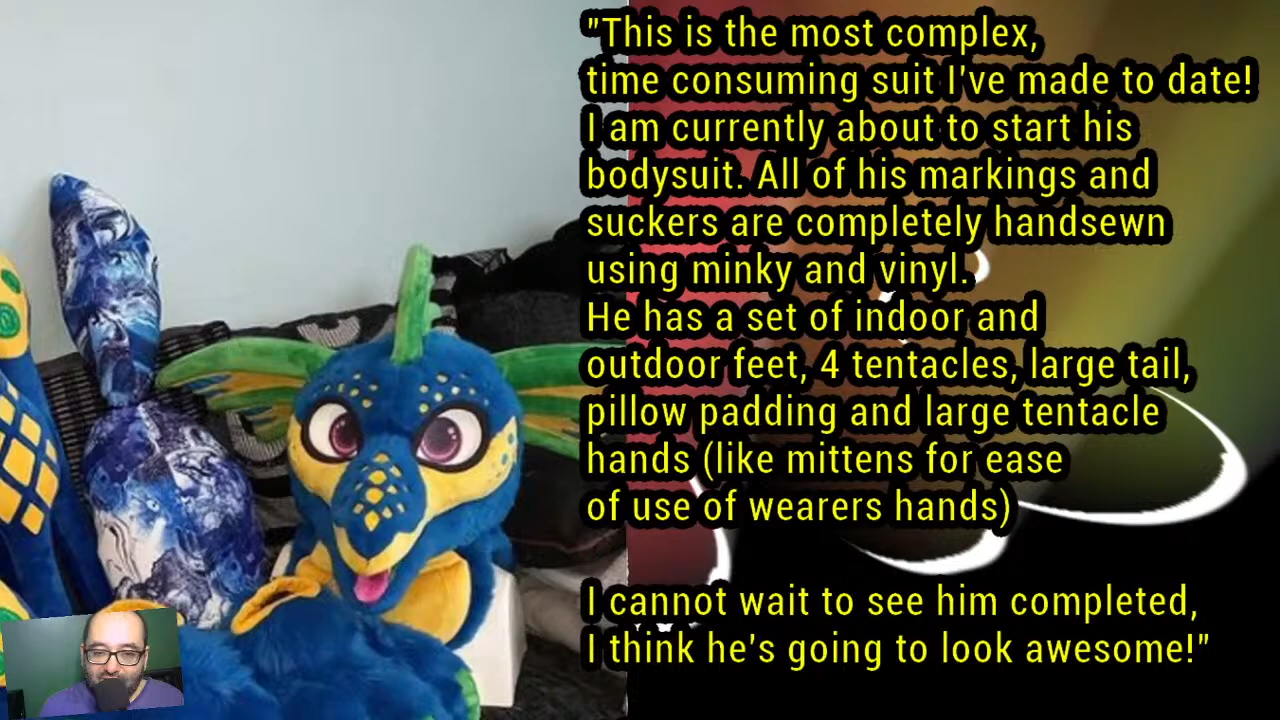 "This is the most complex,
time consuming suit I've made to date!
I am currently about to start his
bodysuit. All of his markings and
suckers are completely handsewn
using minky and vinyl.
He has a set of indoor and
outdoor feet, 4 tentacles, large tail,
pillow padding and large tentacle
hands (like mittens for ease
of use of wearers hands)
I cannot wait to see him completed,
I think he's going to look awesome!"